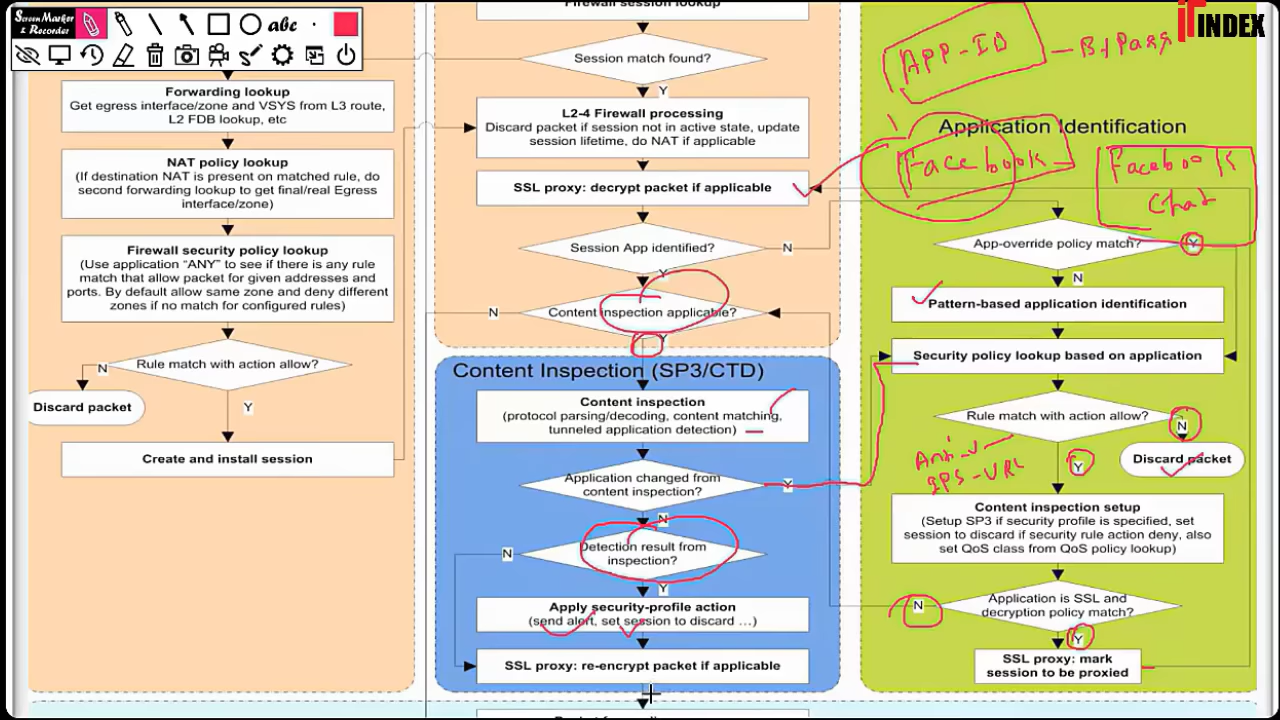 Screen Marker
& Recorder
abc
iTINDEX
Forwarding lookup
Get egress interface/zone and VSYS from L3 route,
L2 FDB lookup, etc
NAT policy lookup
(If destination NAT is present on matched rule, do
second forwarding lookup to get final/real Egress
interface/zone)
Firewall security policy lookup
(Use application “ANY” to see if there is any rule
match that allow packet for given addresses and
ports. By default allow same zone and deny different
zones if no match for configured rules)
Rule match with action allow?
N
Discard packet
Y
Create and install session
Firewall session lookup
Session match found?
Y
L2-4 Firewall processing
Discard packet if session not in active state, update
session lifetime, do NAT if applicable
SSL proxy: decrypt packet if applicable
Session App identified?
N
Y
Content inspection applicable?
N
Y
Content Inspection (SP3/CTD)
Content inspection
(protocol parsing/decoding, content matching,
tunneled application detection)
Application changed from
content inspection?
Y
N
Detection result from
inspection?
N
Y
Apply security-profile action
(send alert, set session to discard …)
SSL proxy: re-encrypt packet if applicable
APP-ID - Bypass
Application Identification
Facebook
Facebook
Chat
App-override policy match?
Y
N
Pattern-based application identification
Security policy lookup based on application
Rule match with action allow?
N
Y
Discard packet
Anti-V
IPS-URL
Content inspection setup
(Setup SP3 if security profile is specified, set
session to discard if security rule action deny, also
set QoS class from QoS policy lookup)
Application is SSL and
decryption policy match?
N
Y
SSL proxy: mark
session to be proxied